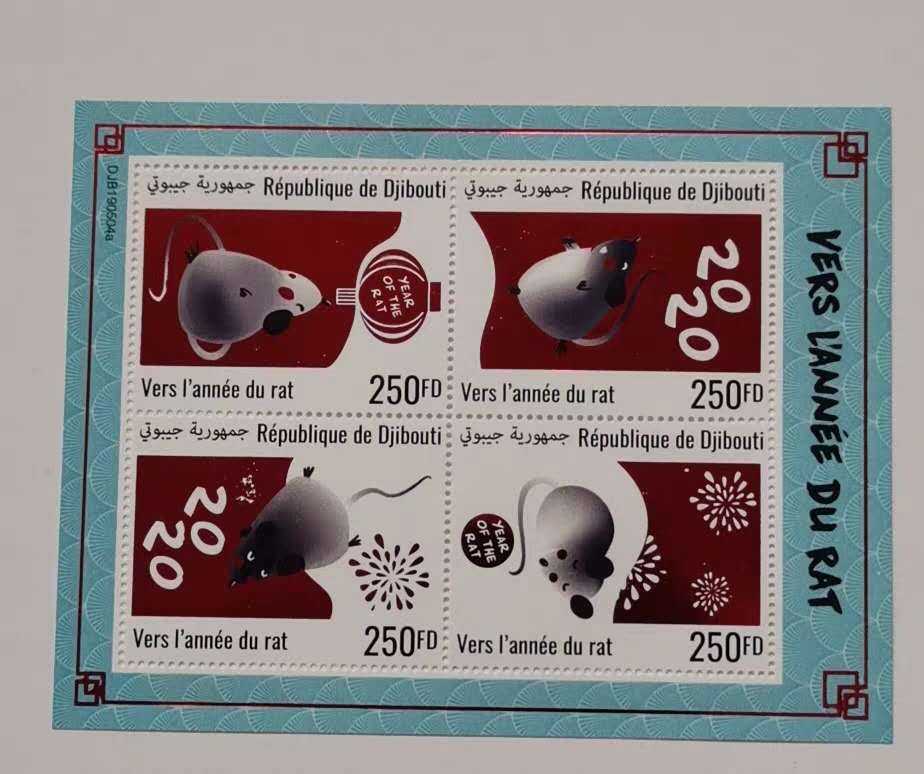 DJB190504a
جمهورية جيبوتي République de Djibouti
YEAR
OF THE
RAT
Vers l'année du rat 250FD
جمهورية جيبوتي République de Djibouti
2020
Vers l'année du rat 250FD
جمهورية جيبوتي République de Djibouti
2020
Vers l'année du rat 250FD
جمهورية جيبوتي République de Djibouti
YEAR
OF THE
RAT
Vers l'année du rat 250FD
VERS L'ANNÉE DU RAT